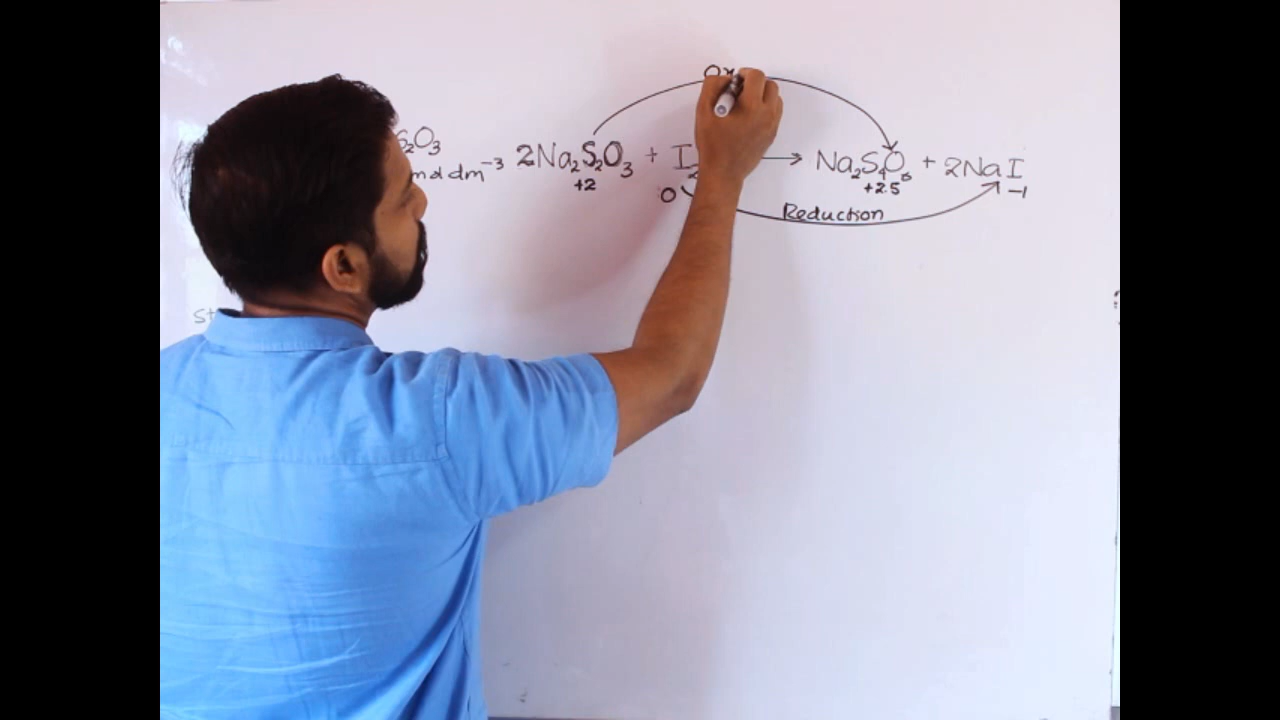 Ox
S₂O₃
mol dm⁻³
2Na₂S₂O₃ + I₂ → Na₂S₄O₆ + 2NaI
+2 0 +2.5 -1
Reduction
St